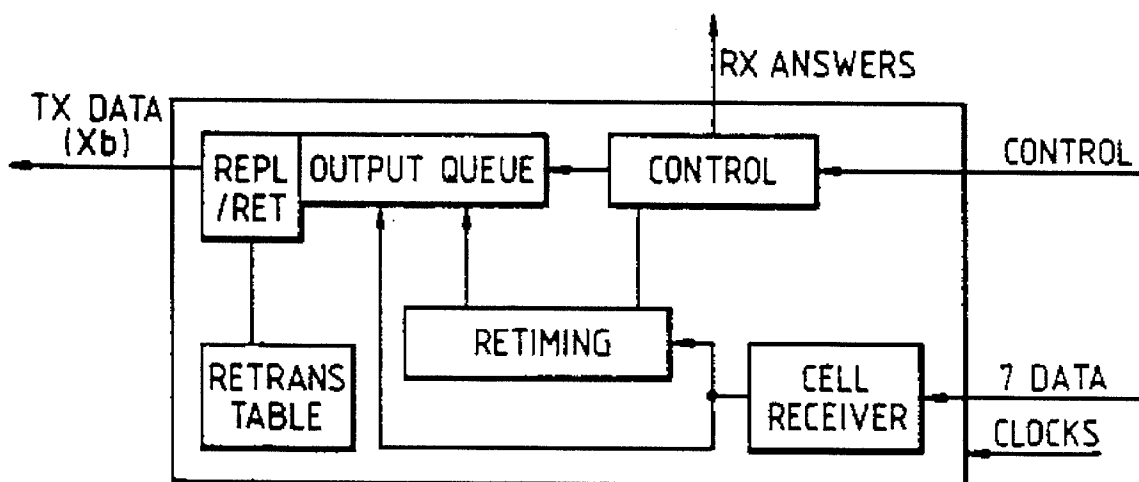 RX ANSWERS
TX DATA
(Xb)
REPL
/RET
OUTPUT QUEUE
CONTROL
CONTROL
RETIMING
RETRANS
TABLE
CELL
RECEIVER
7 DATA
CLOCKS